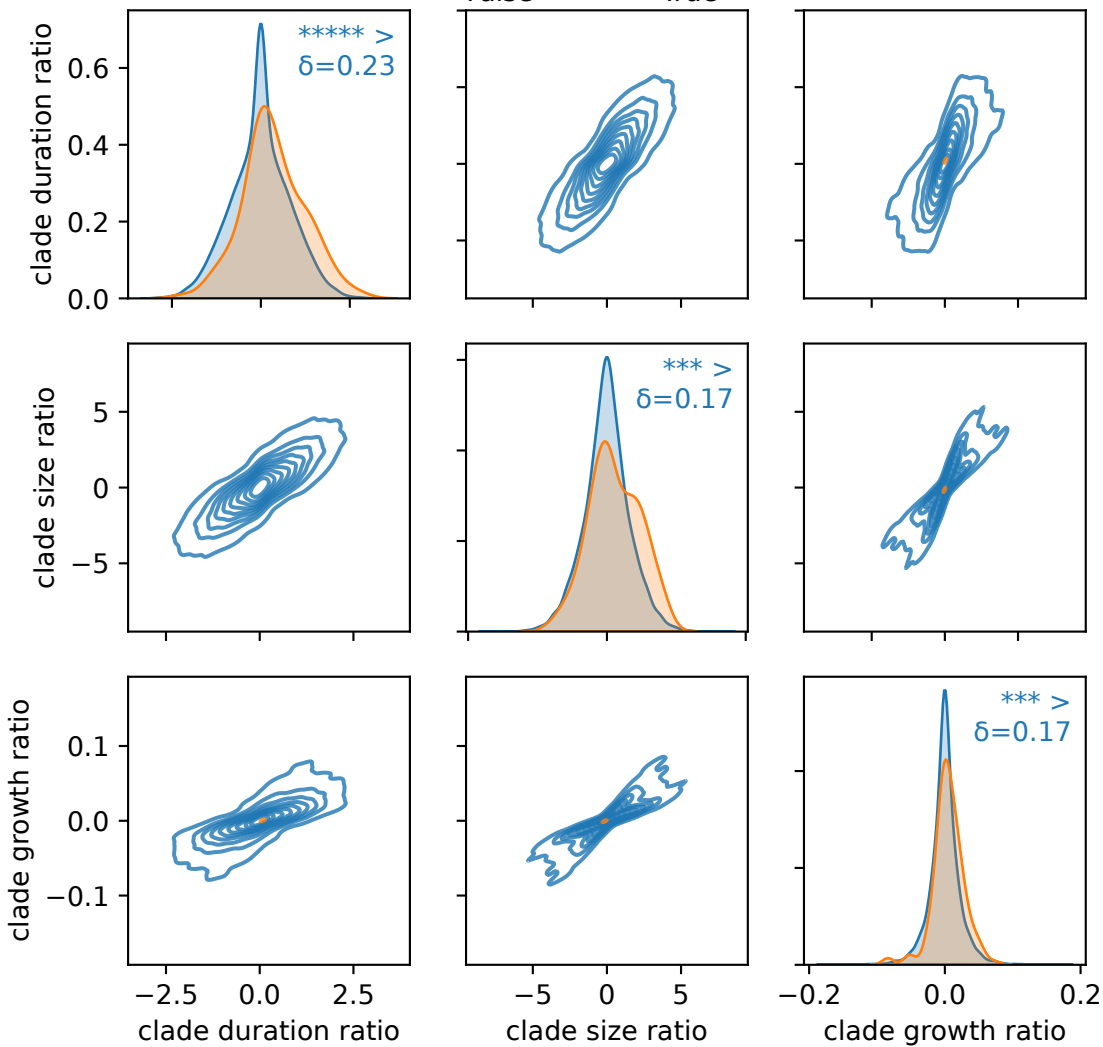 ***** >
δ=0.23
clade duration ratio
0.6
0.4
0.2
0.0
*** >
δ=0.17
clade size ratio
5
0
−5
*** >
δ=0.17
clade growth ratio
0.1
0.0
−0.1
−2.5 0.0 2.5
−5 0 5
−0.2 0.0 0.2
clade duration ratio
clade size ratio
clade growth ratio